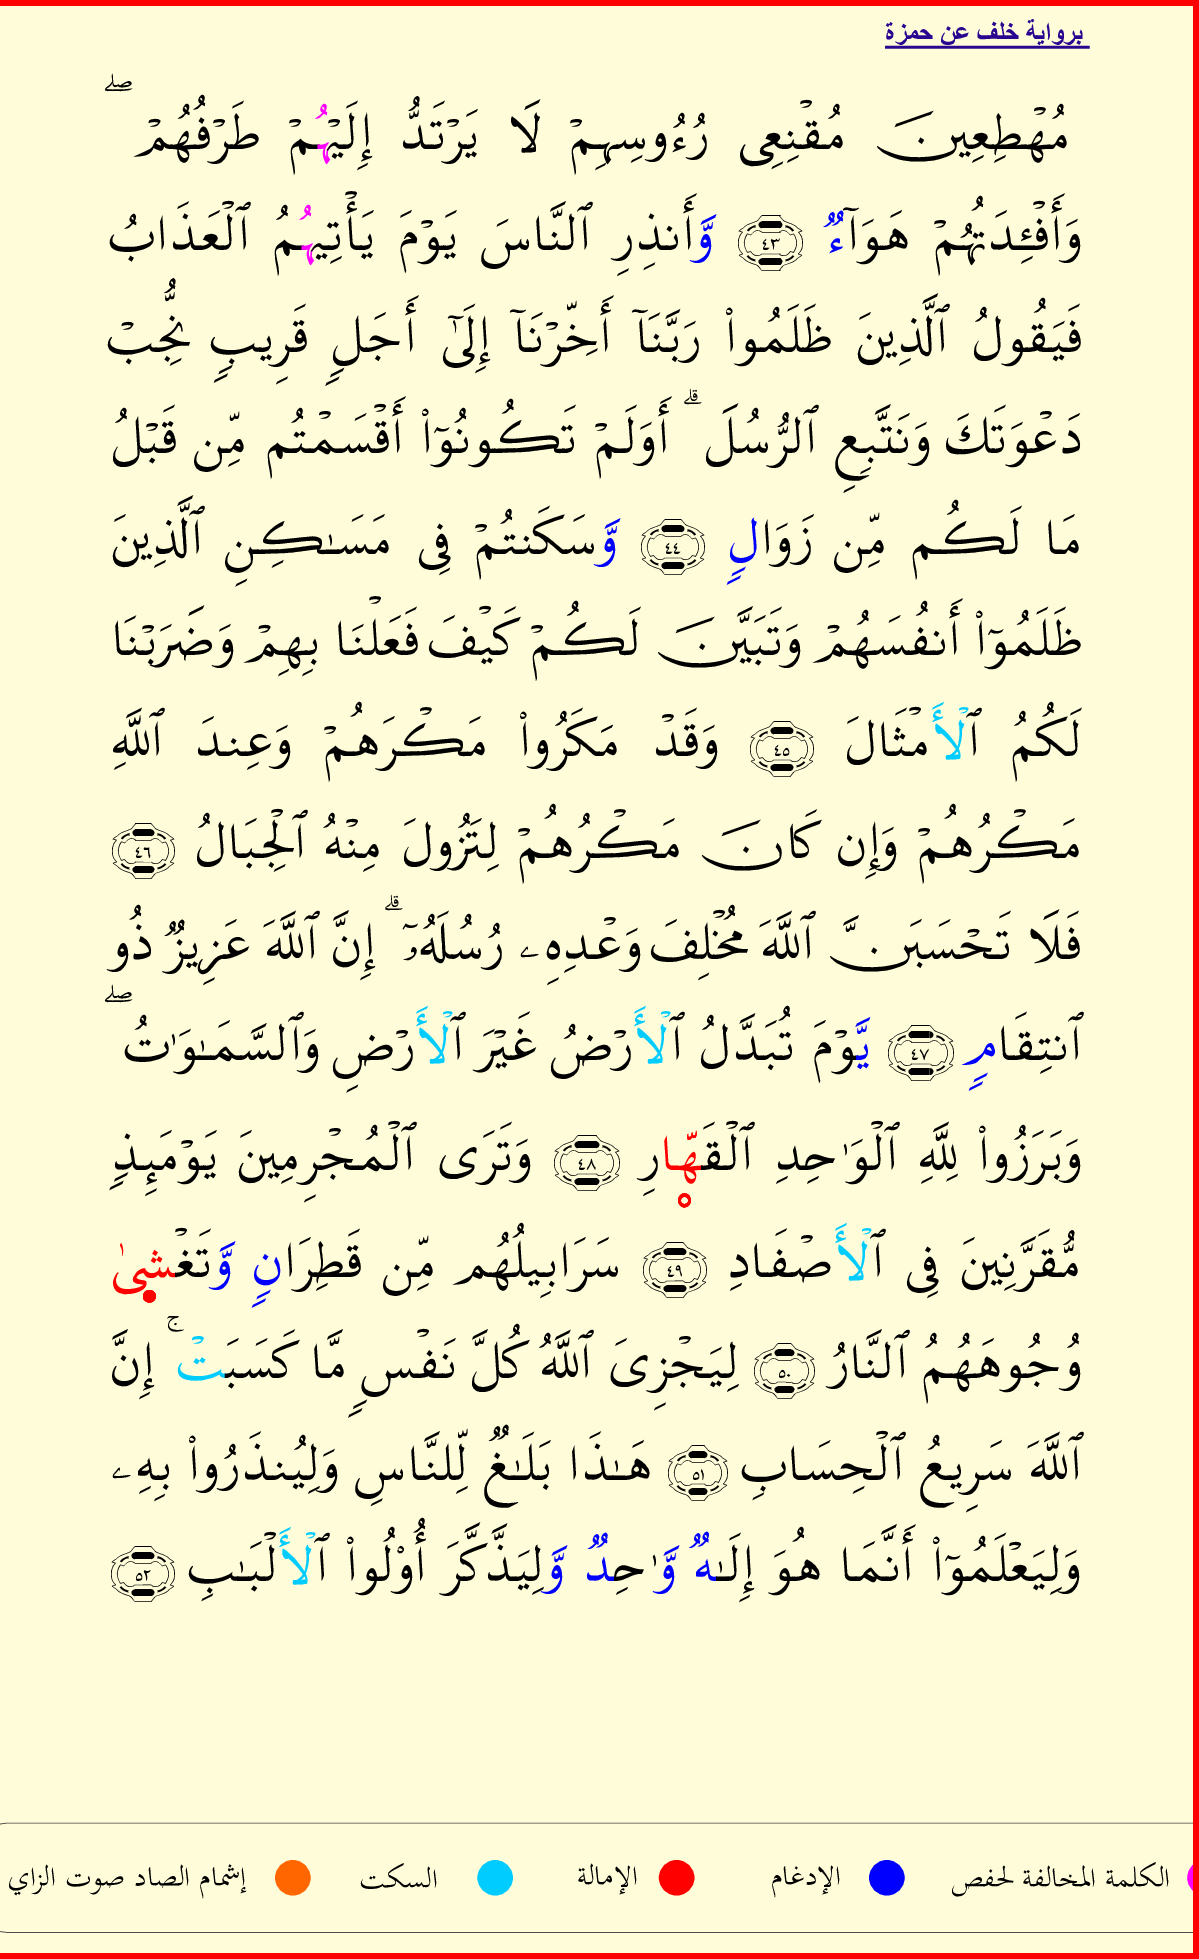 برواية خلف عن حمزة
مُهْطِعِينَ مُقْنِعِى رُءُوسِهِمْ لَا يَرْتَدُّ إِلَيْهُمْ طَرْفُهُمْ ۖ
وَأَفْـِٔدَتُهُمْ هَوَآءٌ ٤٣ وَّأَنذِرِ ٱلنَّاسَ يَوْمَ يَأْتِيهُمُ ٱلْعَذَابُ
فَيَقُولُ ٱلَّذِينَ ظَلَمُوا۟ رَبَّنَآ أَخِّرْنَآ إِلَىٰٓ أَجَلٍ قَرِيبٍ نُّجِبْ
دَعْوَتَكَ وَنَتَّبِعِ ٱلرُّسُلَ ۗ أَوَلَمْ تَكُونُوٓا۟ أَقْسَمْتُم مِّن قَبْلُ
مَا لَكُم مِّن زَوَالٍ ٤٤ وَّسَكَنتُمْ فِى مَسَـٰكِنِ ٱلَّذِينَ
ظَلَمُوٓا۟ أَنفُسَهُمْ وَتَبَيَّنَ لَكُمْ كَيْفَ فَعَلْنَا بِهِمْ وَضَرَبْنَا
لَكُمُ ٱلْأَمْثَالَ ٤٥ وَقَدْ مَكَرُوا۟ مَكْرَهُمْ وَعِندَ ٱللَّهِ
مَكْرُهُمْ وَإِن كَانَ مَكْرُهُمْ لِتَزُولَ مِنْهُ ٱلْجِبَالُ ٤٦
فَلَا تَحْسَبَنَّ ٱللَّهَ مُخْلِفَ وَعْدِهِۦ رُسُلَهُۥٓ ۗ إِنَّ ٱللَّهَ عَزِيزٌ ذُو
ٱنتِقَامٍ ٤٧ يَّوْمَ تُبَدَّلُ ٱلْأَرْضُ غَيْرَ ٱلْأَرْضِ وَٱلسَّمَـٰوَٰتُ ۖ
وَبَرَزُوا۟ لِلَّهِ ٱلْوَٰحِدِ ٱلْقَهَّارِ ٤٨ وَتَرَى ٱلْمُجْرِمِينَ يَوْمَئِذٍ
مُّقَرَّنِينَ فِى ٱلْأَصْفَادِ ٤٩ سَرَابِيلُهُم مِّن قَطِرَانٍ وَّتَغْشىٰ
وُجُوهَهُمُ ٱلنَّارُ ٥٠ لِيَجْزِىَ ٱللَّهُ كُلَّ نَفْسٍ مَّا كَسَبَتْ ۚ إِنَّ
ٱللَّهَ سَرِيعُ ٱلْحِسَابِ ٥١ هَـٰذَا بَلَـٰغٌ لِّلنَّاسِ وَلِيُنذَرُوا۟ بِهِۦ
وَلِيَعْلَمُوٓا۟ أَنَّمَا هُوَ إِلَـٰهٌ وَّٰحِدٌ وَّلِيَذَّكَّرَ أُو۟لُوا۟ ٱلْأَلْبَـٰبِ ٥٢
الكلمة المخالفة لحفص الإدغام الإمالة السكت إشمام الصاد صوت الزاي